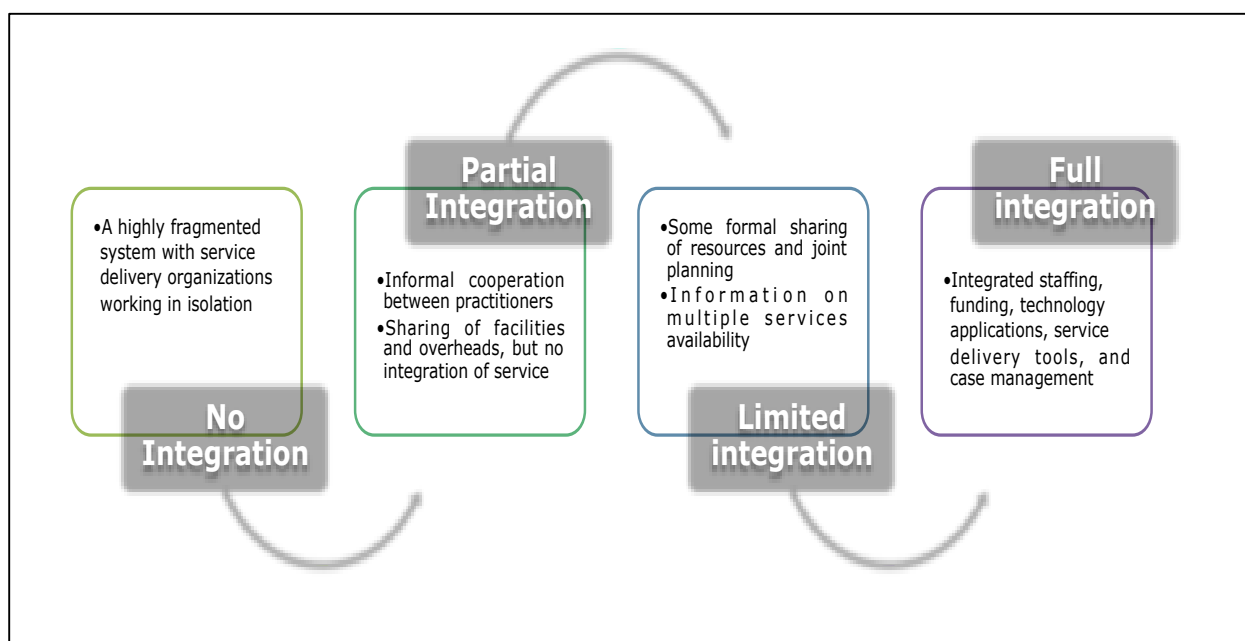 •A highly fragmented
system with service
delivery organizations
working in isolation
No
Integration
Partial
Integration
•Informal cooperation
between practitioners
•Sharing of facilities
and overheads, but no
integration of service
•Some formal sharing
of resources and joint
planning
•Information on
multiple services
availability
Limited
integration
Full
integration
•Integrated staffing,
funding, technology
applications, service
delivery tools, and
case management